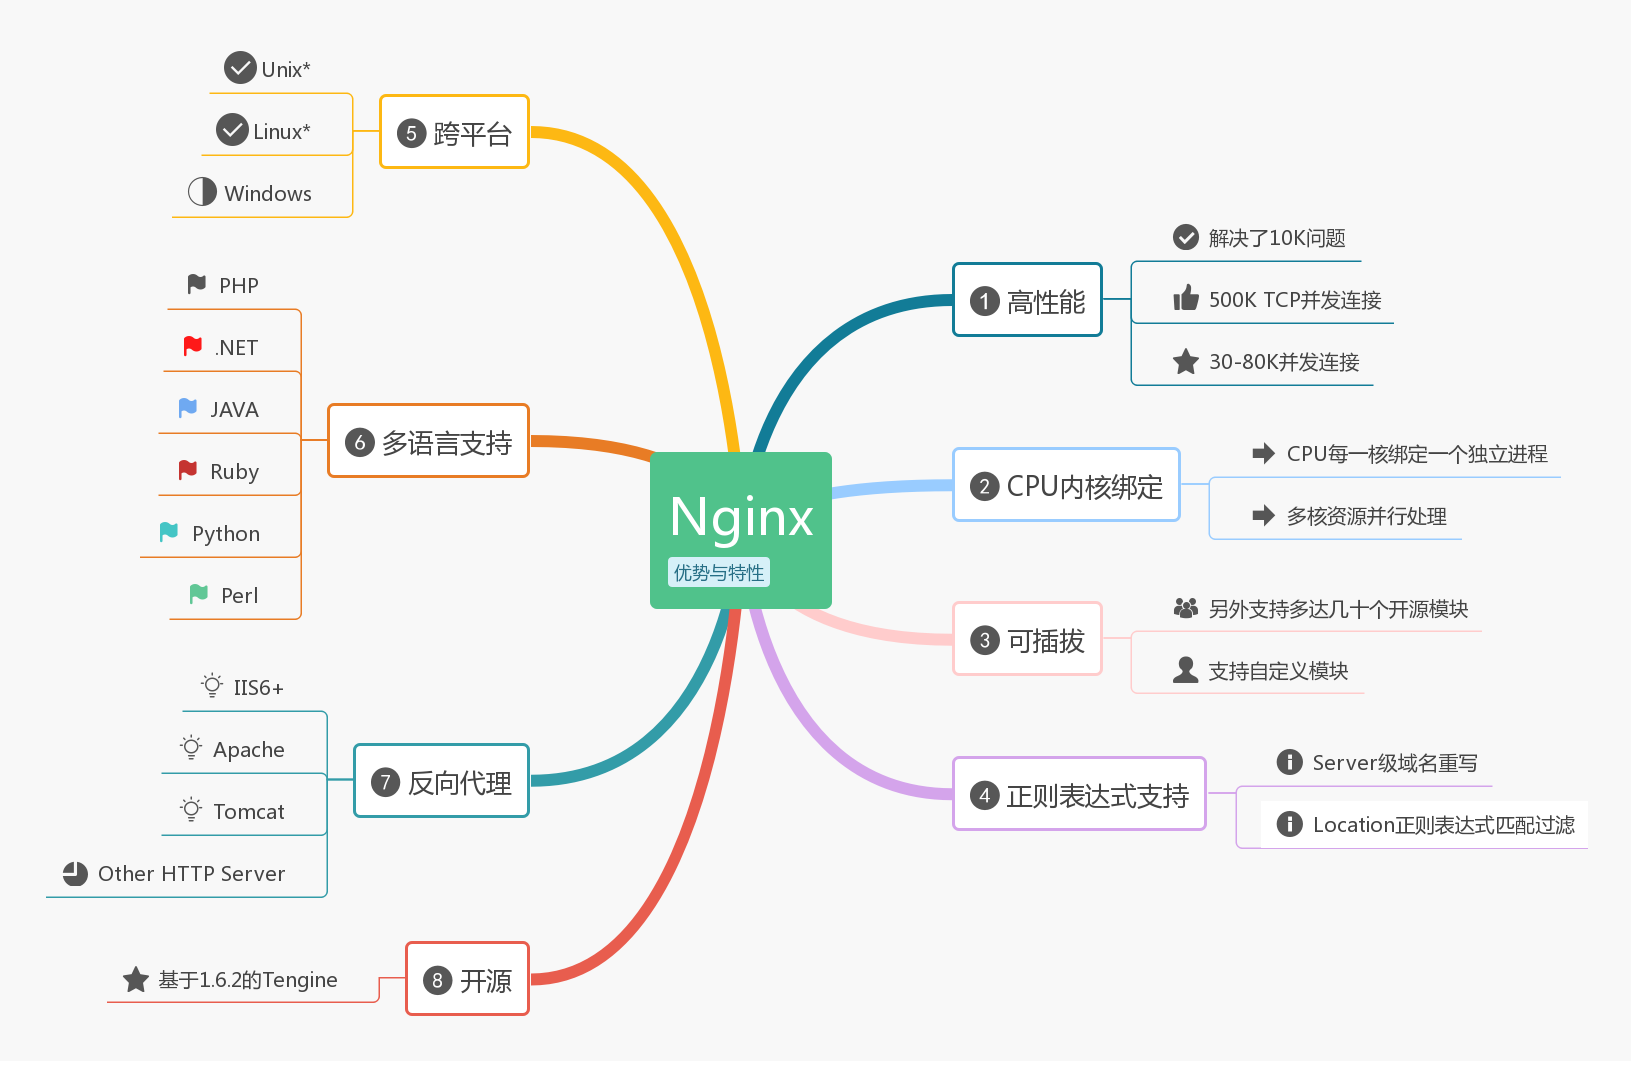 Nginx
优势与特性
1 高性能
解决了10K问题
500K TCP并发连接
30-80K并发连接
2 CPU内核绑定
CPU每一核绑定一个独立进程
多核资源并行处理
3 可插拔
另外支持多达几十个开源模块
支持自定义模块
4 正则表达式支持
Server级域名重写
Location正则表达式匹配过滤
5 跨平台
Unix*
Linux*
Windows
6 多语言支持
PHP
.NET
JAVA
Ruby
Python
Perl
7 反向代理
IIS6+
Apache
Tomcat
Other HTTP Server
8 开源
基于1.6.2的Tengine